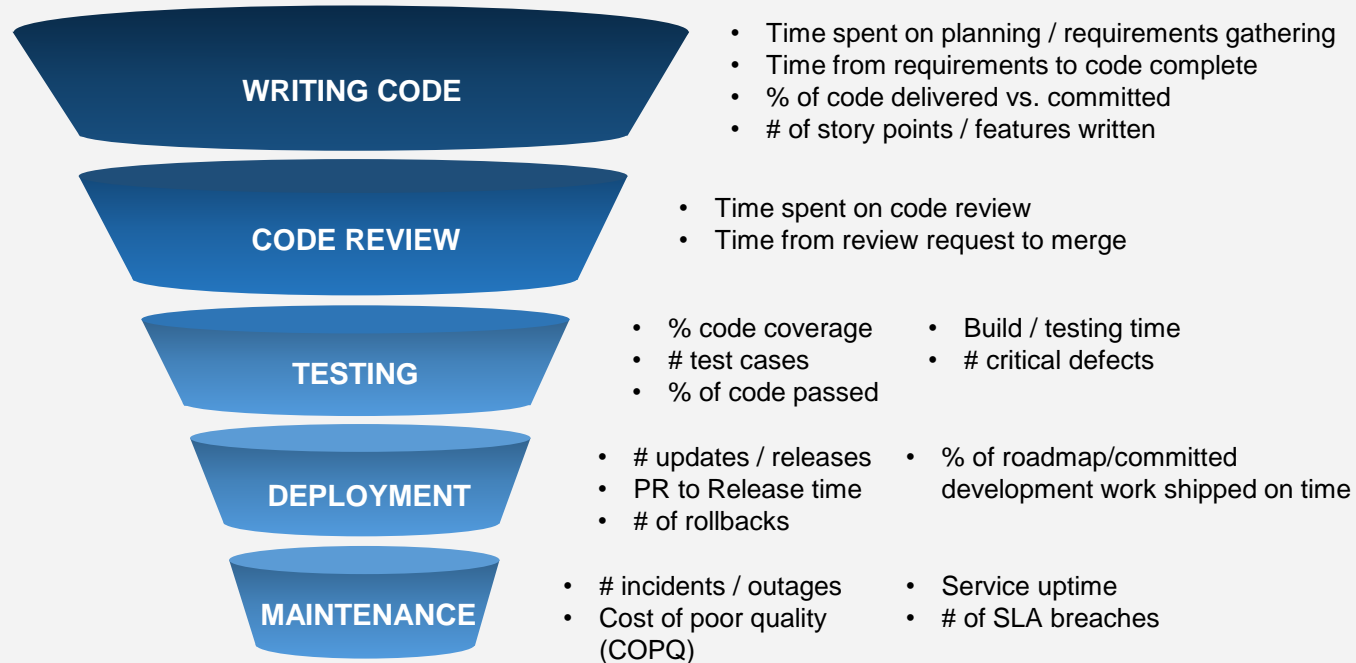 WRITING CODE
• Time spent on planning / requirements gathering
• Time from requirements to code complete
• % of code delivered vs. committed
• # of story points / features written
CODE REVIEW
• Time spent on code review
• Time from review request to merge
TESTING
• % code coverage
• # test cases
• % of code passed
• Build / testing time
• # critical defects
DEPLOYMENT
• # updates / releases
• PR to Release time
• # of rollbacks
• % of roadmap/committed
development work shipped on time
MAINTENANCE
• # incidents / outages
• Cost of poor quality
(COPQ)
• Service uptime
• # of SLA breaches